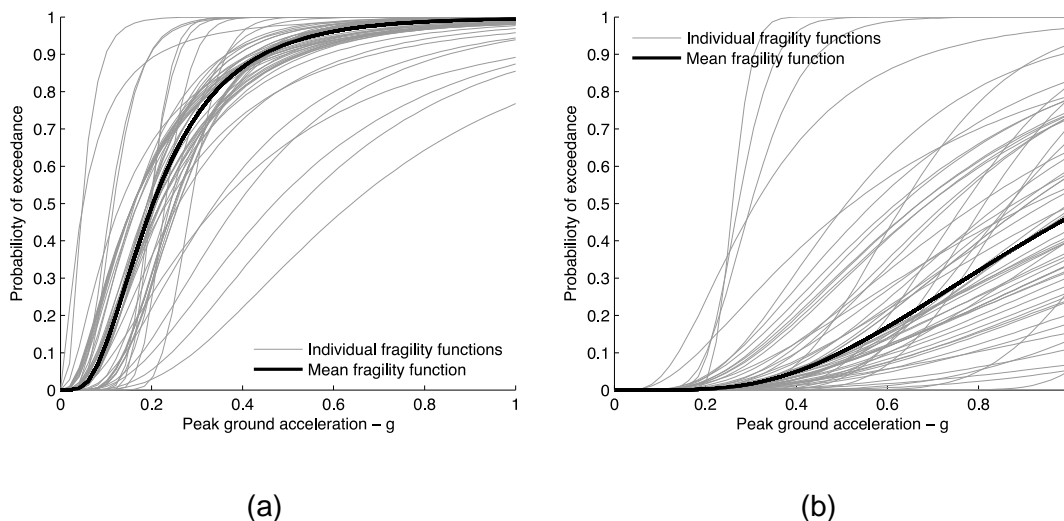 1
0.9
0.8
0.7
0.6
0.5
0.4
0.3
0.2
0.1
0
Probabilioty of exceedance
Individual fragility functions
Mean fragility function
0 0.2 0.4 0.6 0.8 1
Peak ground acceleration – g
(a)
1
0.9
0.8
0.7
0.6
0.5
0.4
0.3
0.2
0.1
0
Probabilioty of exceedance
Individual fragility functions
Mean fragility function
0 0.2 0.4 0.6 0.8
Peak ground acceleration – g
(b)